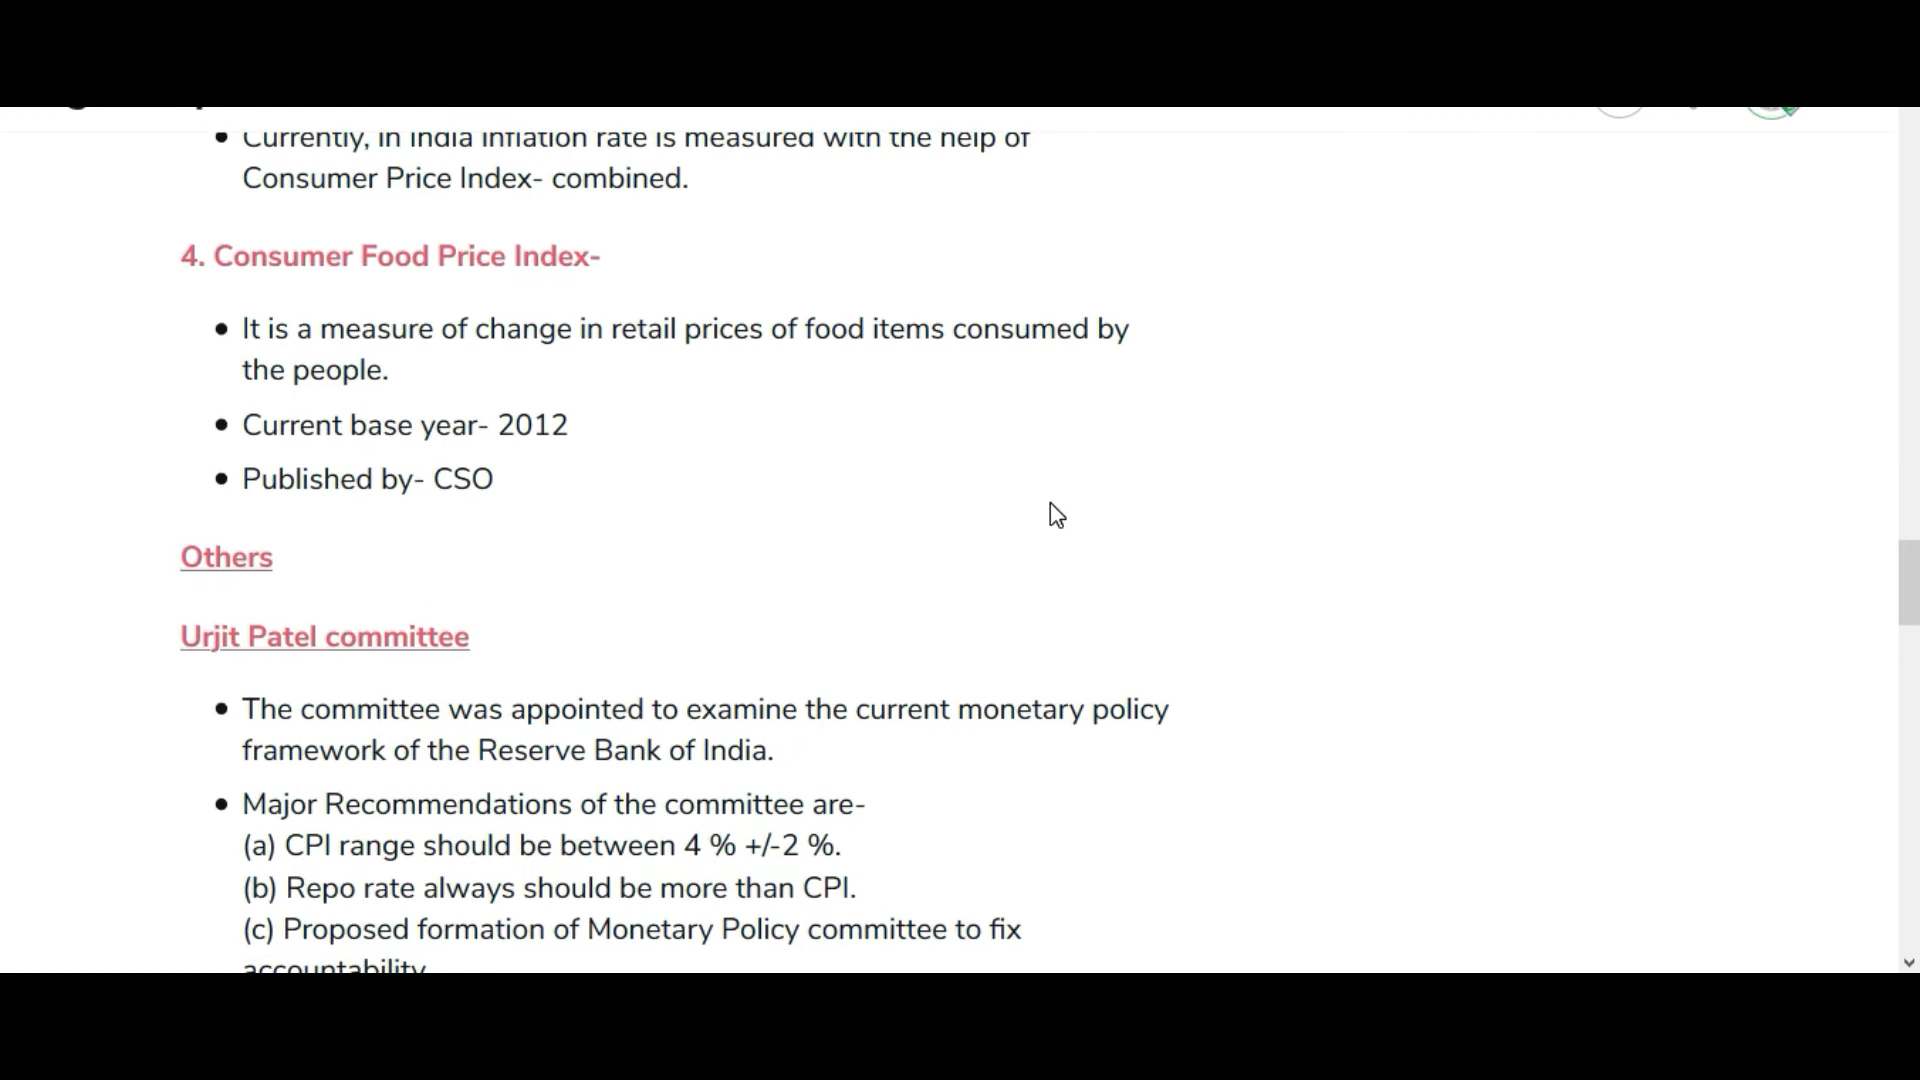 • Currently, in India inflation rate is measured with the help of
Consumer Price Index- combined.
4. Consumer Food Price Index-
• It is a measure of change in retail prices of food items consumed by
the people.
• Current base year- 2012
• Published by- CSO
Others
Urjit Patel committee
• The committee was appointed to examine the current monetary policy
framework of the Reserve Bank of India.
• Major Recommendations of the committee are-
(a) CPI range should be between 4 % +/-2 %.
(b) Repo rate always should be more than CPI.
(c) Proposed formation of Monetary Policy committee to fix
accountability